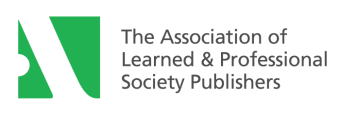 The Association of
Learned & Professional
Society Publishers